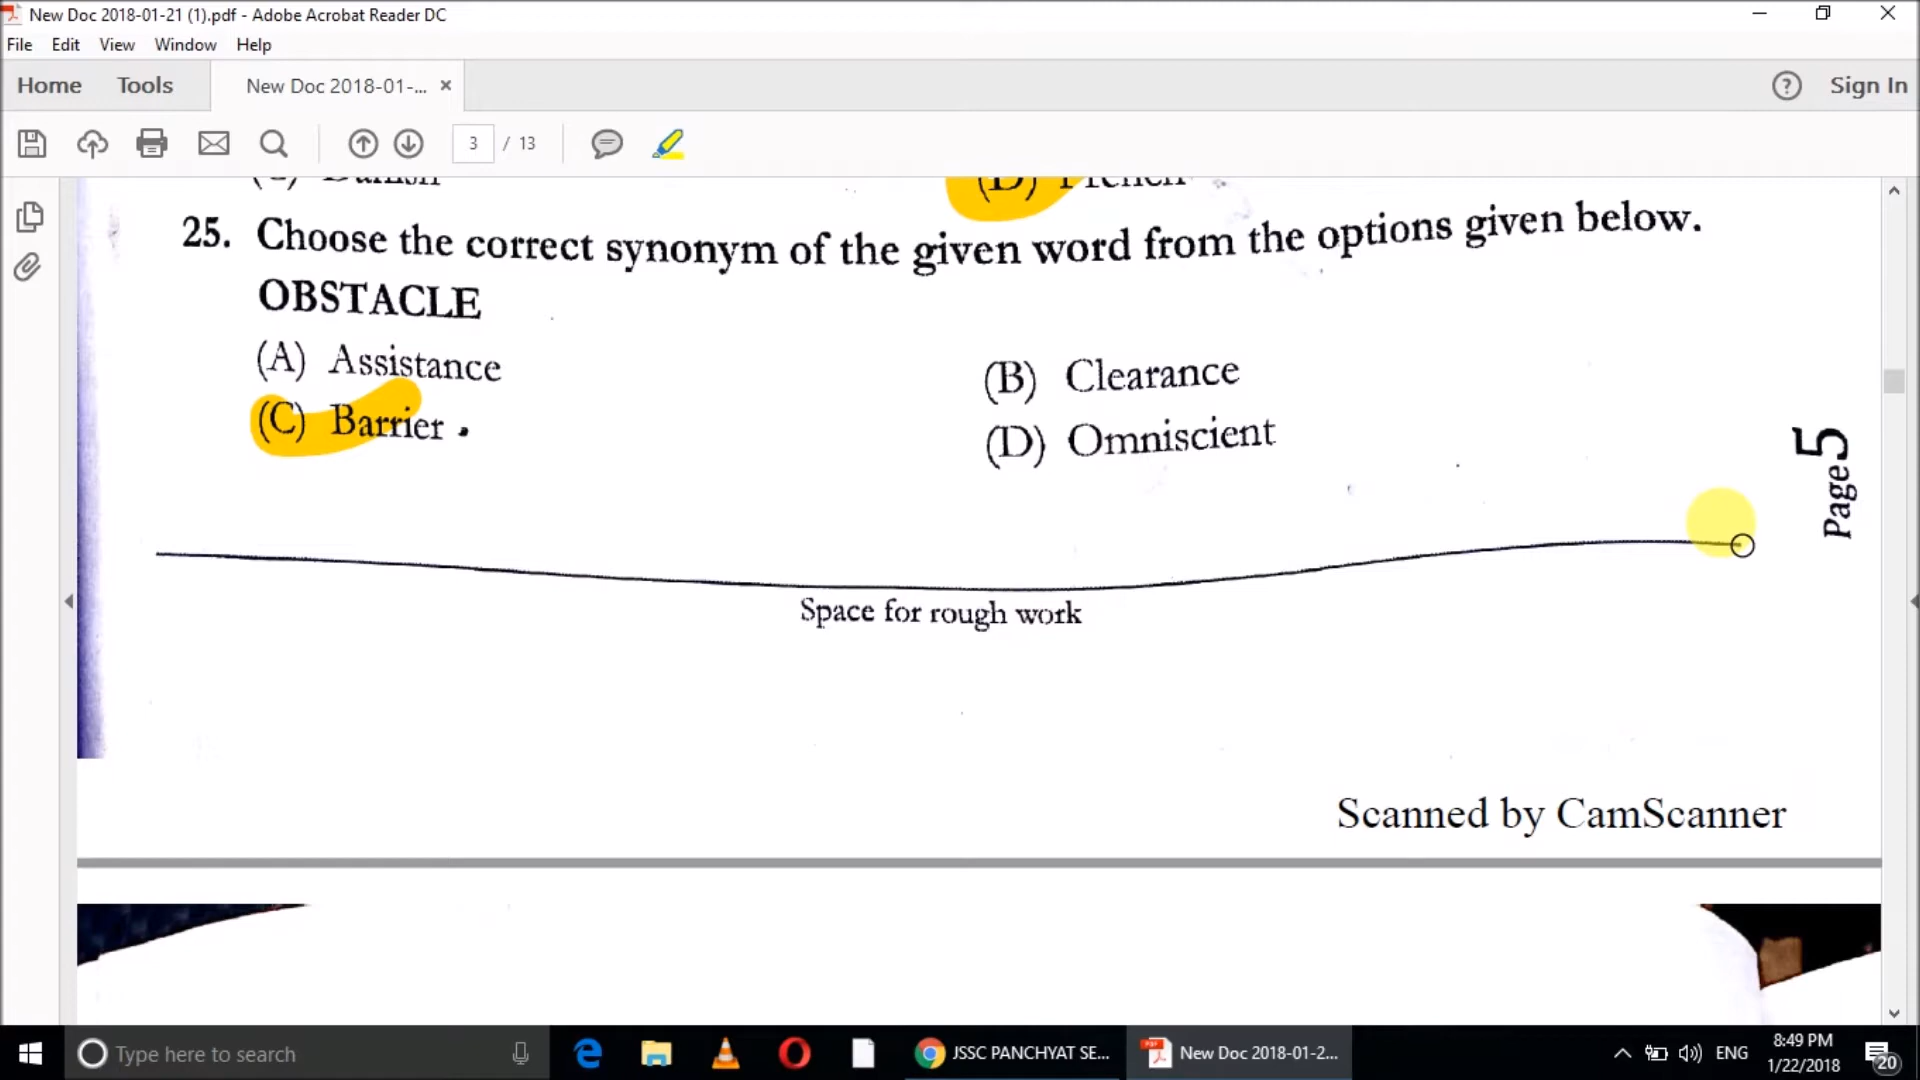 New Doc 2018-01-21 (1).pdf - Adobe Acrobat Reader DC
File Edit View Window Help
Home Tools New Doc 2018-01-... × ? Sign In
3 / 13
(D) French
25. Choose the correct synonym of the given word from the options given below.
OBSTACLE
(A) Assistance (B) Clearance
(C) Barrier . (D) Omniscient
Page 5
Space for rough work
Scanned by CamScanner
Type here to search
JSSC PANCHYAT SE...
New Doc 2018-01-2...
ENG
8:49 PM
1/22/2018
20